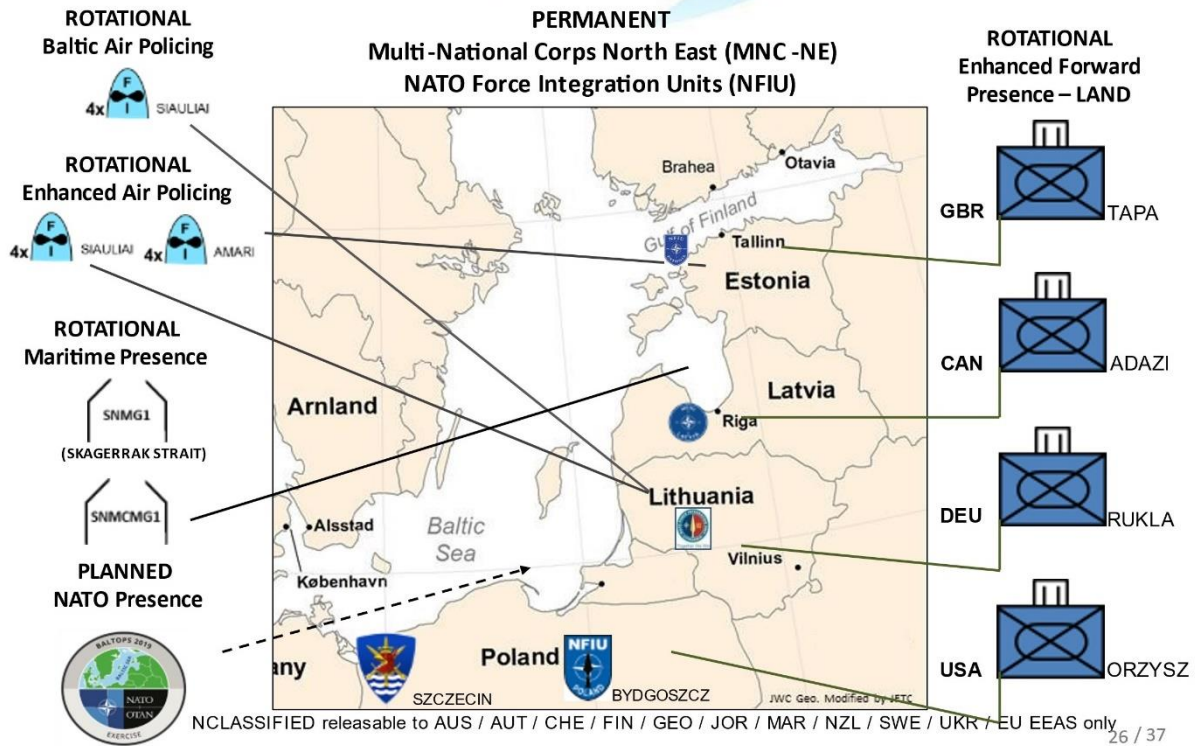 ROTATIONAL
Baltic Air Policing
F
I
4x
SIAULIAI
ROTATIONAL
Enhanced Air Policing
F
I
4x
SIAULIAI
F
I
4x
AMARI
ROTATIONAL
Maritime Presence
SNMG1
(SKAGERRAK STRAIT)
SNMCMG1
PLANNED
NATO Presence
BALTOPS 2019
NATO
OTAN
EXERCISE
PERMANENT
Multi-National Corps North East (MNC -NE)
NATO Force Integration Units (NFIU)
Brahea
Otavia
Gulf of Finland
NFIU
Tallinn
Estonia
Latvia
Riga
Arnland
Lithuania
Vilnius
Alsstad
København
Baltic
Sea
any
SZCZECIN
Poland
NFIU
POLAND
BYDGOSZCZ
JWC Geo. Modified by JFTC
ROTATIONAL
Enhanced Forward
Presence – LAND
GBR
TAPA
CAN
ADAZI
DEU
RUKLA
USA
ORZYSZ
NCLASSIFIED releasable to AUS / AUT / CHE / FIN / GEO / JOR / MAR / NZL / SWE / UKR / EU EEAS only
26 / 37